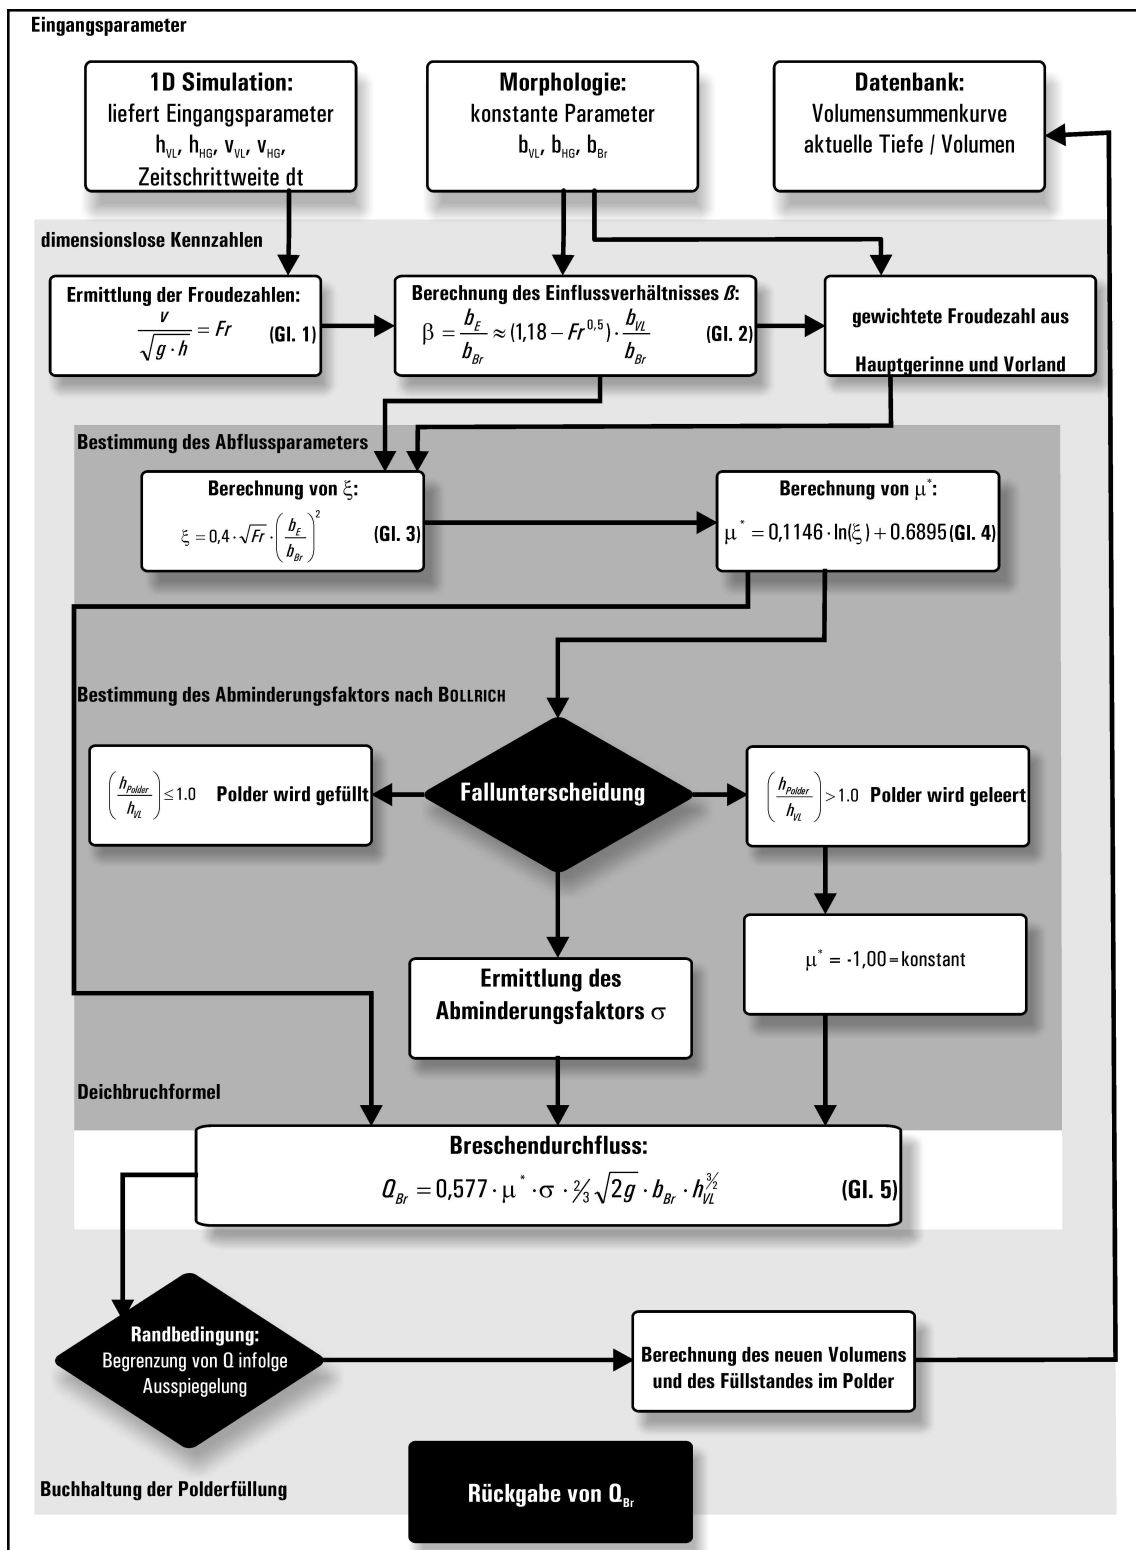 Eingangsparameter
1D Simulation:
liefert Eingangsparameter
h_VL, h_HG, v_VL, v_HG,
Zeitschrittweite dt
Morphologie:
konstante Parameter
b_VL, b_HG, b_Br
Datenbank:
Volumensummenkurve
aktuelle Tiefe / Volumen
dimensionslose Kennzahlen
Ermittlung der Froudezahlen:
v / √(g · h) = Fr (Gl. 1)
Berechnung des Einflussverhältnisses ß:
β = b_E / b_Br ≈ (1,18 – Fr^0,5) · b_VL / b_Br (Gl. 2)
gewichtete Froudezahl aus
Hauptgerinne und Vorland
Bestimmung des Abflussparameters
Berechnung von ξ:
ξ = 0,4 · √Fr · (b_E / b_Br)^2 (Gl. 3)
Berechnung von μ*:
μ* = 0,1146 · ln(ξ) + 0.6895 (Gl. 4)
Bestimmung des Abminderungsfaktors nach BOLLRICH
(h_Polder / h_VL) ≤ 1.0 Polder wird gefüllt
Fallunterscheidung
(h_Polder / h_VL) > 1.0 Polder wird geleert
Ermittlung des
Abminderungsfaktors σ
μ* = -1,00 = konstant
Deichbruchformel
Breschendurchfluss:
Q_Br = 0,577 · μ* · σ · 2/3 √2g · b_Br · h_VL^3/2 (Gl. 5)
Randbedingung:
Begrenzung von Q infolge
Ausspiegelung
Berechnung des neuen Volumens
und des Füllstandes im Polder
Buchhaltung der Polderfüllung
Rückgabe von Q_Br